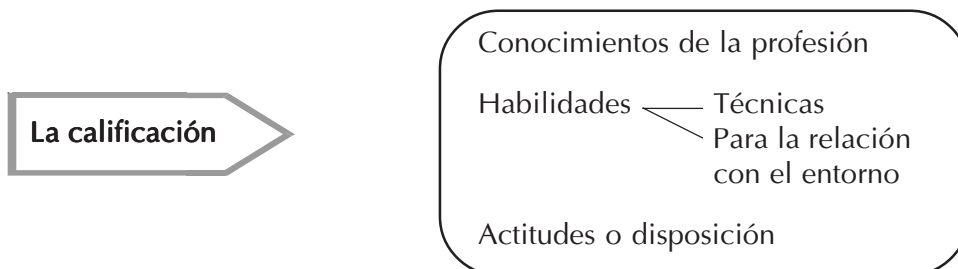 Conocimientos de la profesión
La calificación
Habilidades
Técnicas
Para la relación
con el entorno
Actitudes o disposición